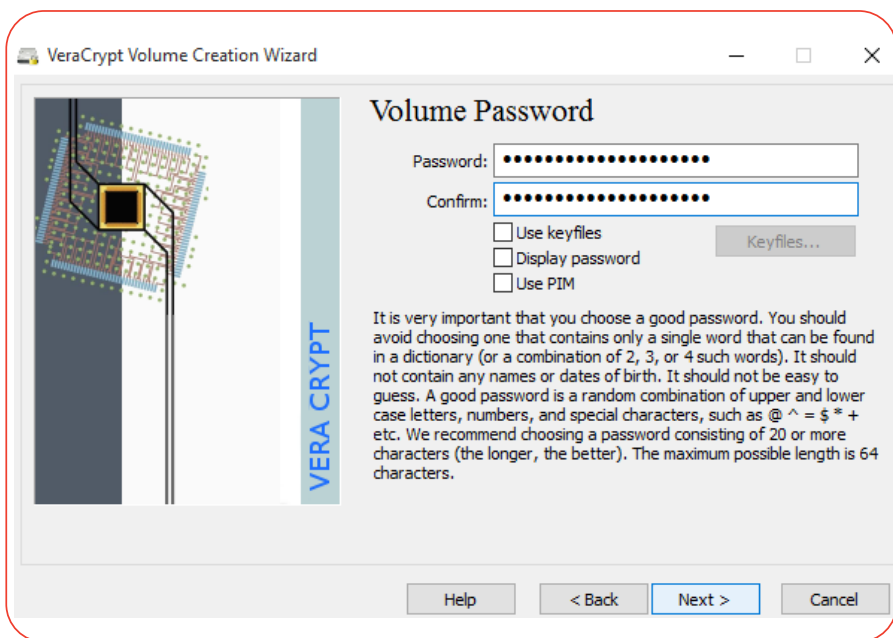 VeraCrypt Volume Creation Wizard
Volume Password
Password: ••••••••••••••••••••
Confirm: ••••••••••••••••••••
Use keyfiles
Keyfiles...
Display password
Use PIM
It is very important that you choose a good password. You should
avoid choosing one that contains only a single word that can be found
in a dictionary (or a combination of 2, 3, or 4 such words). It should
not contain any names or dates of birth. It should not be easy to
guess. A good password is a random combination of upper and lower
case letters, numbers, and special characters, such as @ ^ = $ * +
etc. We recommend choosing a password consisting of 20 or more
characters (the longer, the better). The maximum possible length is 64
characters.
VERA CRYPT
Help
< Back
Next >
Cancel